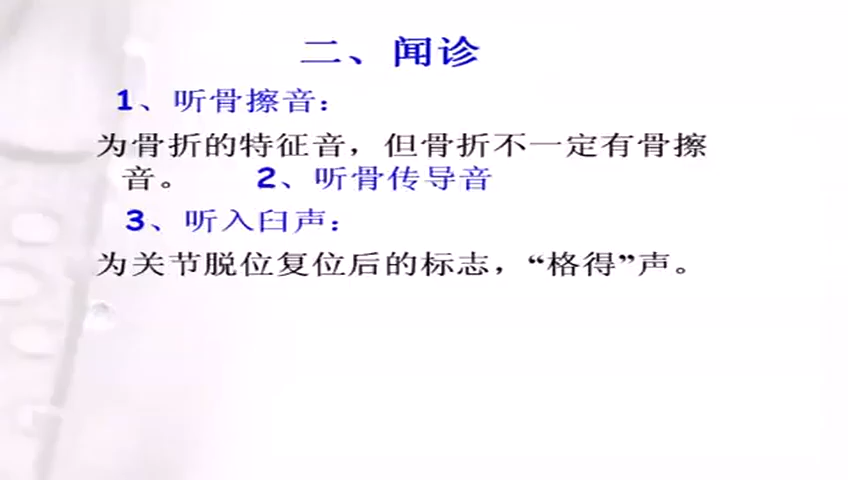 二、闻诊
1、听骨擦音：
为骨折的特征音，但骨折不一定有骨擦
音。 2、听骨传导音
3、听入臼声：
为关节脱位复位后的标志，“格得”声。